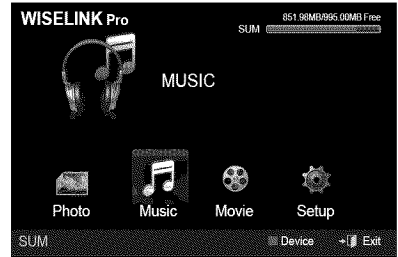 WISELINK Pro
851.98MB/995.00MB Free
SUM
MUSIC
Photo Music Movie Setup
SUM Device Exit